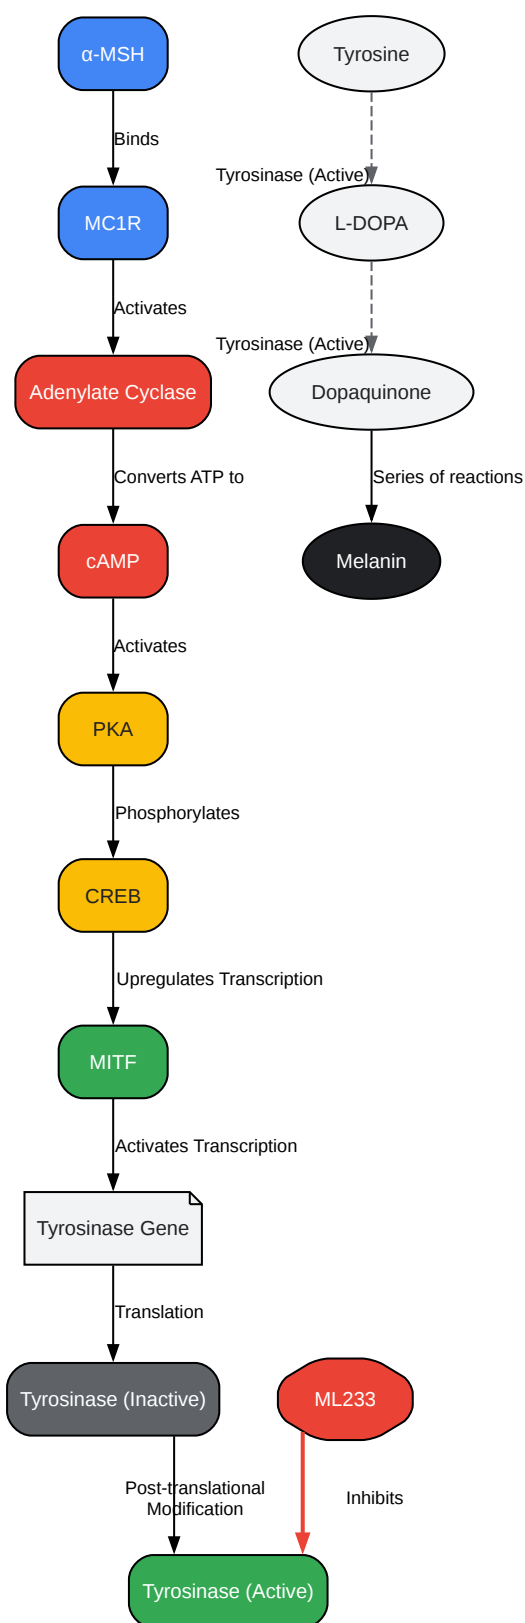 α-MSH
Tyrosine
Binds
Tyrosinase (Active)
MC1R
L-DOPA
Activates
Tyrosinase (Active)
Adenylate Cyclase
Dopaquinone
Converts ATP to
Series of reactions
cAMP
Melanin
Activates
PKA
Phosphorylates
CREB
Upregulates Transcription
MITF
Activates Transcription
Tyrosinase Gene
Translation
Tyrosinase (Inactive)
ML233
Post-translational
Modification
Inhibits
Tyrosinase (Active)